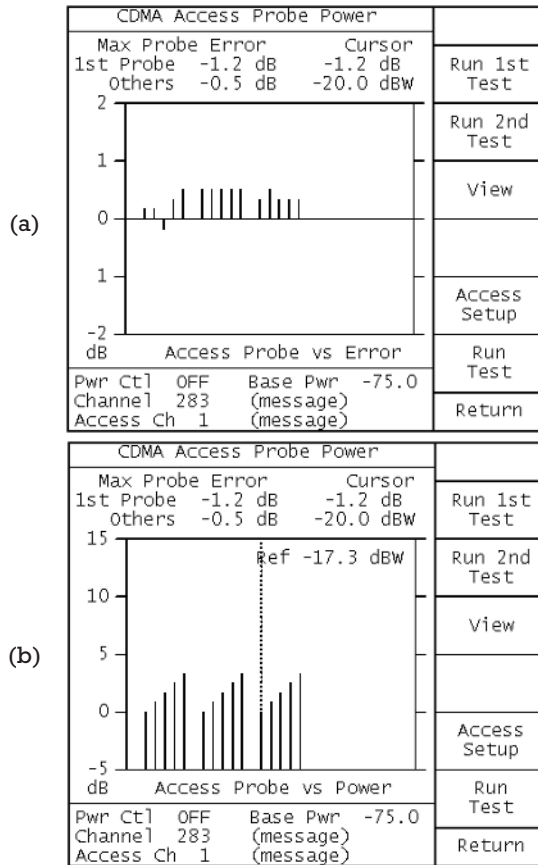 (a)
CDMA Access Probe Power
Max Probe Error Cursor
1st Probe -1.2 dB -1.2 dB
Others -0.5 dB -20.0 dBW
2
1
0
1
-2
dB Access Probe vs Error
Pwr Ctl OFF Base Pwr -75.0
Channel 283 (message)
Access Ch 1 (message)
Run 1st
Test
Run 2nd
Test
View
Access
Setup
Run
Test
Return
(b)
CDMA Access Probe Power
Max Probe Error Cursor
1st Probe -1.2 dB -1.2 dB
Others -0.5 dB -20.0 dBW
15
Ref -17.3 dBW
10
5
0
-5
dB Access Probe vs Power
Pwr Ctl OFF Base Pwr -75.0
Channel 283 (message)
Access Ch 1 (message)
Run 1st
Test
Run 2nd
Test
View
Access
Setup
Run
Test
Return